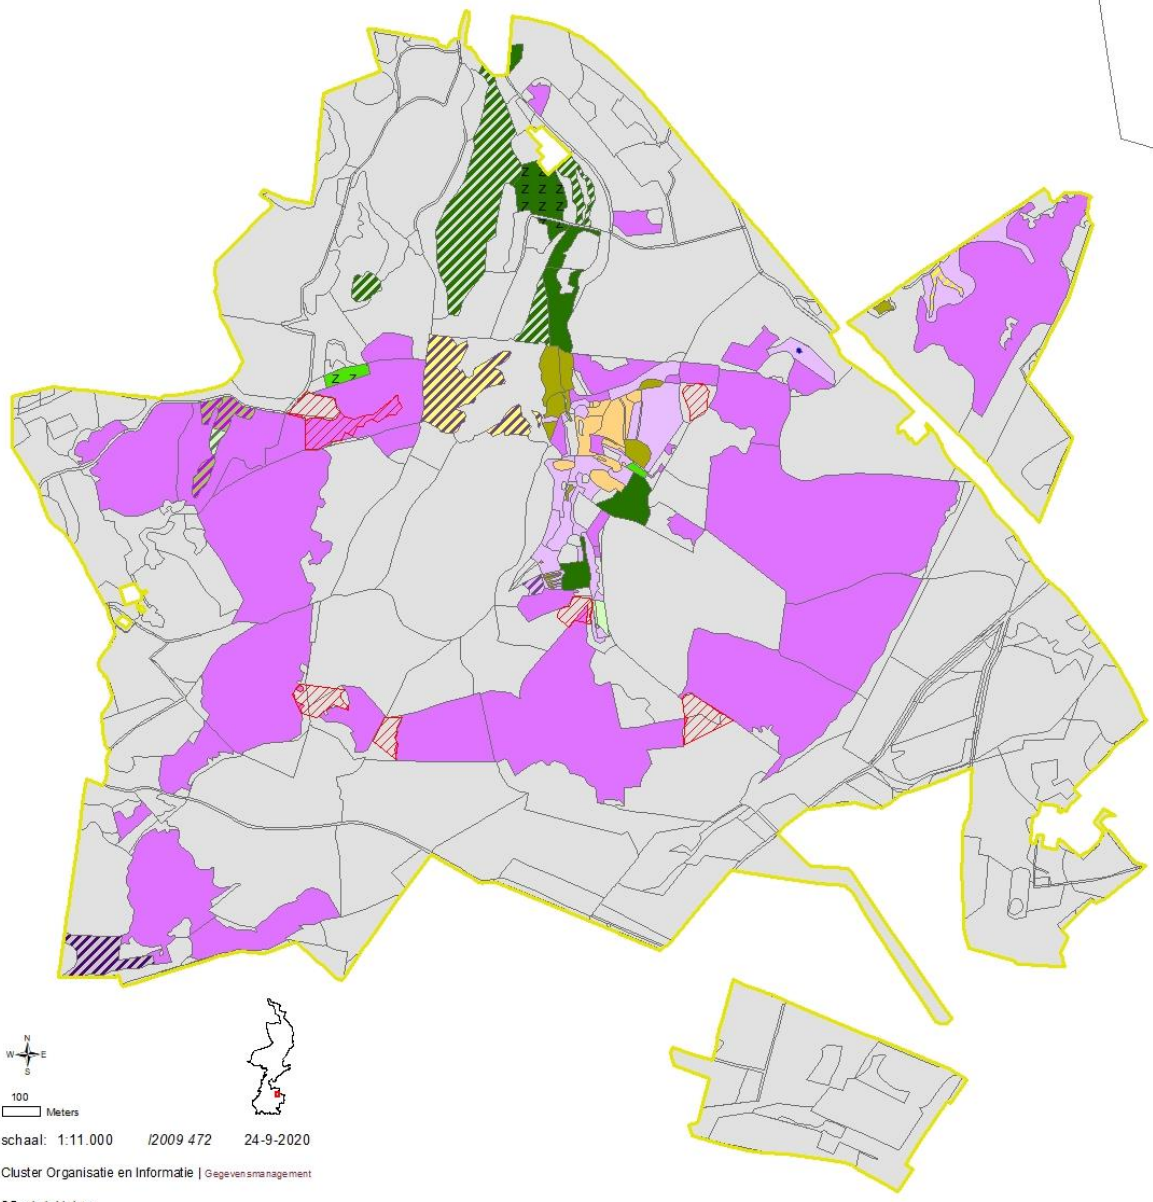 Z Z
Z Z Z
Z Z Z
Z
Z Z
N
W E
S
100
Meters
schaal: 1:11.000 I2009 472 24-9-2020
Cluster Organisatie en Informatie | Gegevensmanagement